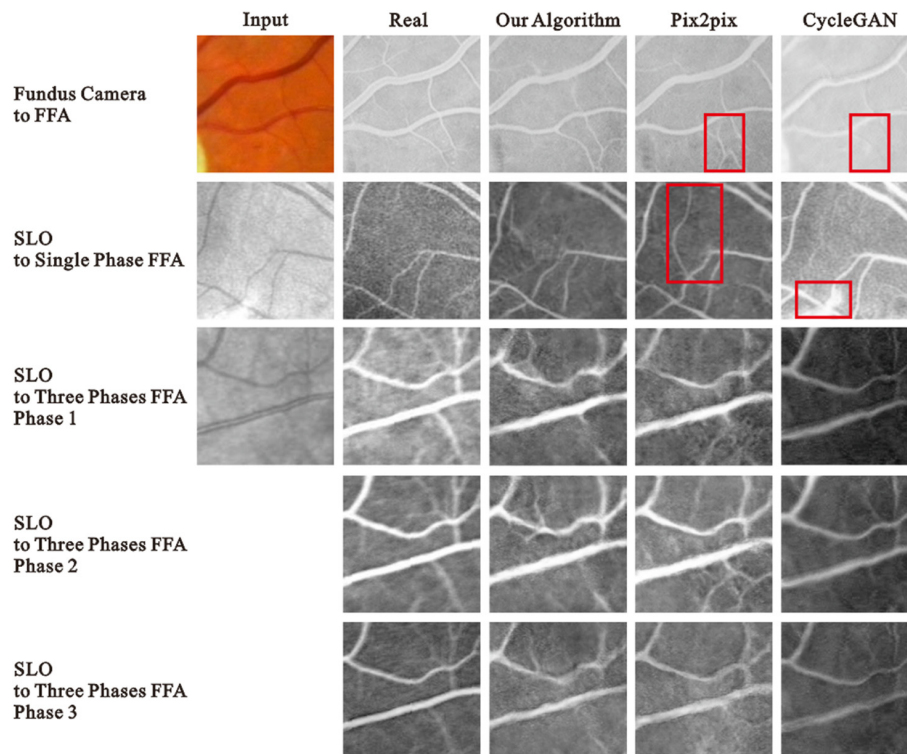 Input Real Our Algorithm Pix2pix CycleGAN
Fundus Camera
to FFA
SLO
to Single Phase FFA
SLO
to Three Phases FFA
Phase 1
SLO
to Three Phases FFA
Phase 2
SLO
to Three Phases FFA
Phase 3